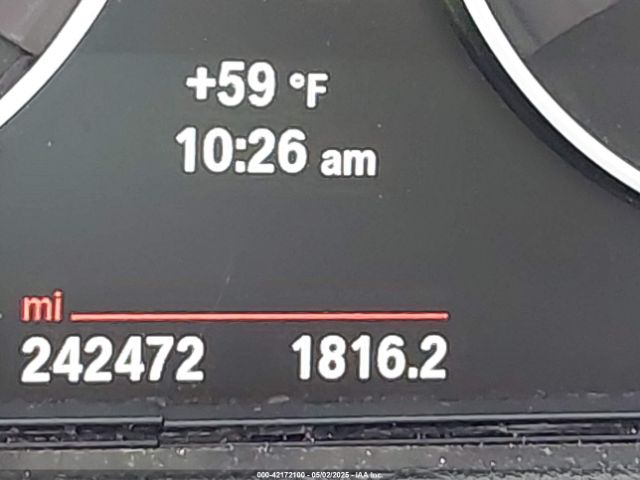 +59 °F
10:26 am
mi
242472 1816.2
000-42172100 - 05/02/2025 - IAA Inc.